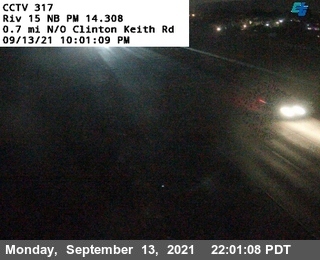 CCTV 317
Riv 15 NB PM 14.308
0.7 mi N/O Clinton Keith Rd
09/13/21 10:01:09 PM
Monday, September 13, 2021 22:01:08 PDT